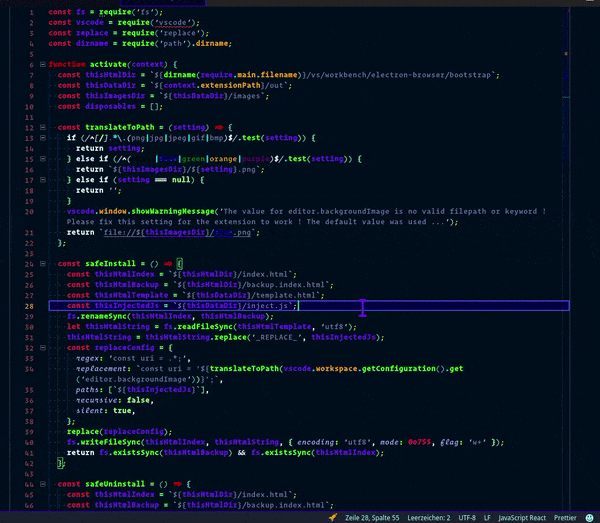 1 const fs = require('fs');
2 const vscode = require('vscode');
3 const replace = require('replace');
4 const dirname = require('path').dirname;
5
6 function activate(context) {
7 const thisHtmlDir = `${dirname(require.main.filename)}/vs/workbench/electron-browser/bootstrap`;
8 const thisDataDir = `${context.extensionPath}/out`;
9 const thisImagesDir = `${thisDataDir}/images`;
10 const disposables = [];
11
12 const translateToPath = (setting) => {
13 if (/^[/].*\.(png|jpg|jpeg|gif|bmp)$/.test(setting)) {
14 return setting;
15 } else if (/^( | |green|orange|purple)$/.test(setting)) {
16 return `${thisImagesDir}/${setting}.png`;
17 } else if (setting === null) {
18 return '';
19 }
20 vscode.window.showWarningMessage('The value for editor.backgroundImage is no valid filepath or keyword !
Please fix this setting for the extension to work ! The default value was used ...');
21 return `file://${thisImagesDir}/ .png`;
22 };
23
24 const safeInstall = () => {
25 const thisHtmlIndex = `${thisHtmlDir}/index.html`;
26 const thisHtmlBackup = `${thisHtmlDir}/backup.index.html`;
27 const thisHtmlTemplate = `${thisDataDir}/template.html`;
28 const thisInjectedJs = `${thisDataDir}/inject.js`;
29 fs.renameSync(thisHtmlIndex, thisHtmlBackup);
30 let thisHtmlString = fs.readFileSync(thisHtmlTemplate, 'utf8');
31 thisHtmlString = thisHtmlString.replace('_REPLACE_', thisInjectedJs);
32 const replaceConfig = {
33 regex: 'const uri = .*;',
34 replacement: `const uri = '${translateToPath(vscode.workspace.getConfiguration().get
('editor.backgroundImage'))}';`,
35 paths: [`${thisInjectedJs}`],
36 recursive: false,
37 silent: true,
38 };
39 replace(replaceConfig);
40 fs.writeFileSync(thisHtmlIndex, thisHtmlString, { encoding: 'utf8', mode: 0o755, flag: 'w+' });
41 return fs.existsSync(thisHtmlBackup) && fs.existsSync(thisHtmlIndex);
42 };
43
44 const safeUninstall = () => {
45 const thisHtmlIndex = `${thisHtmlDir}/index.html`;
46 const thisHtmlBackup = `${thisHtmlDir}/backup.index.html`;
Zeile 28, Spalte 55 Leerzeichen: 2 UTF-8 LF JavaScript React Prettier